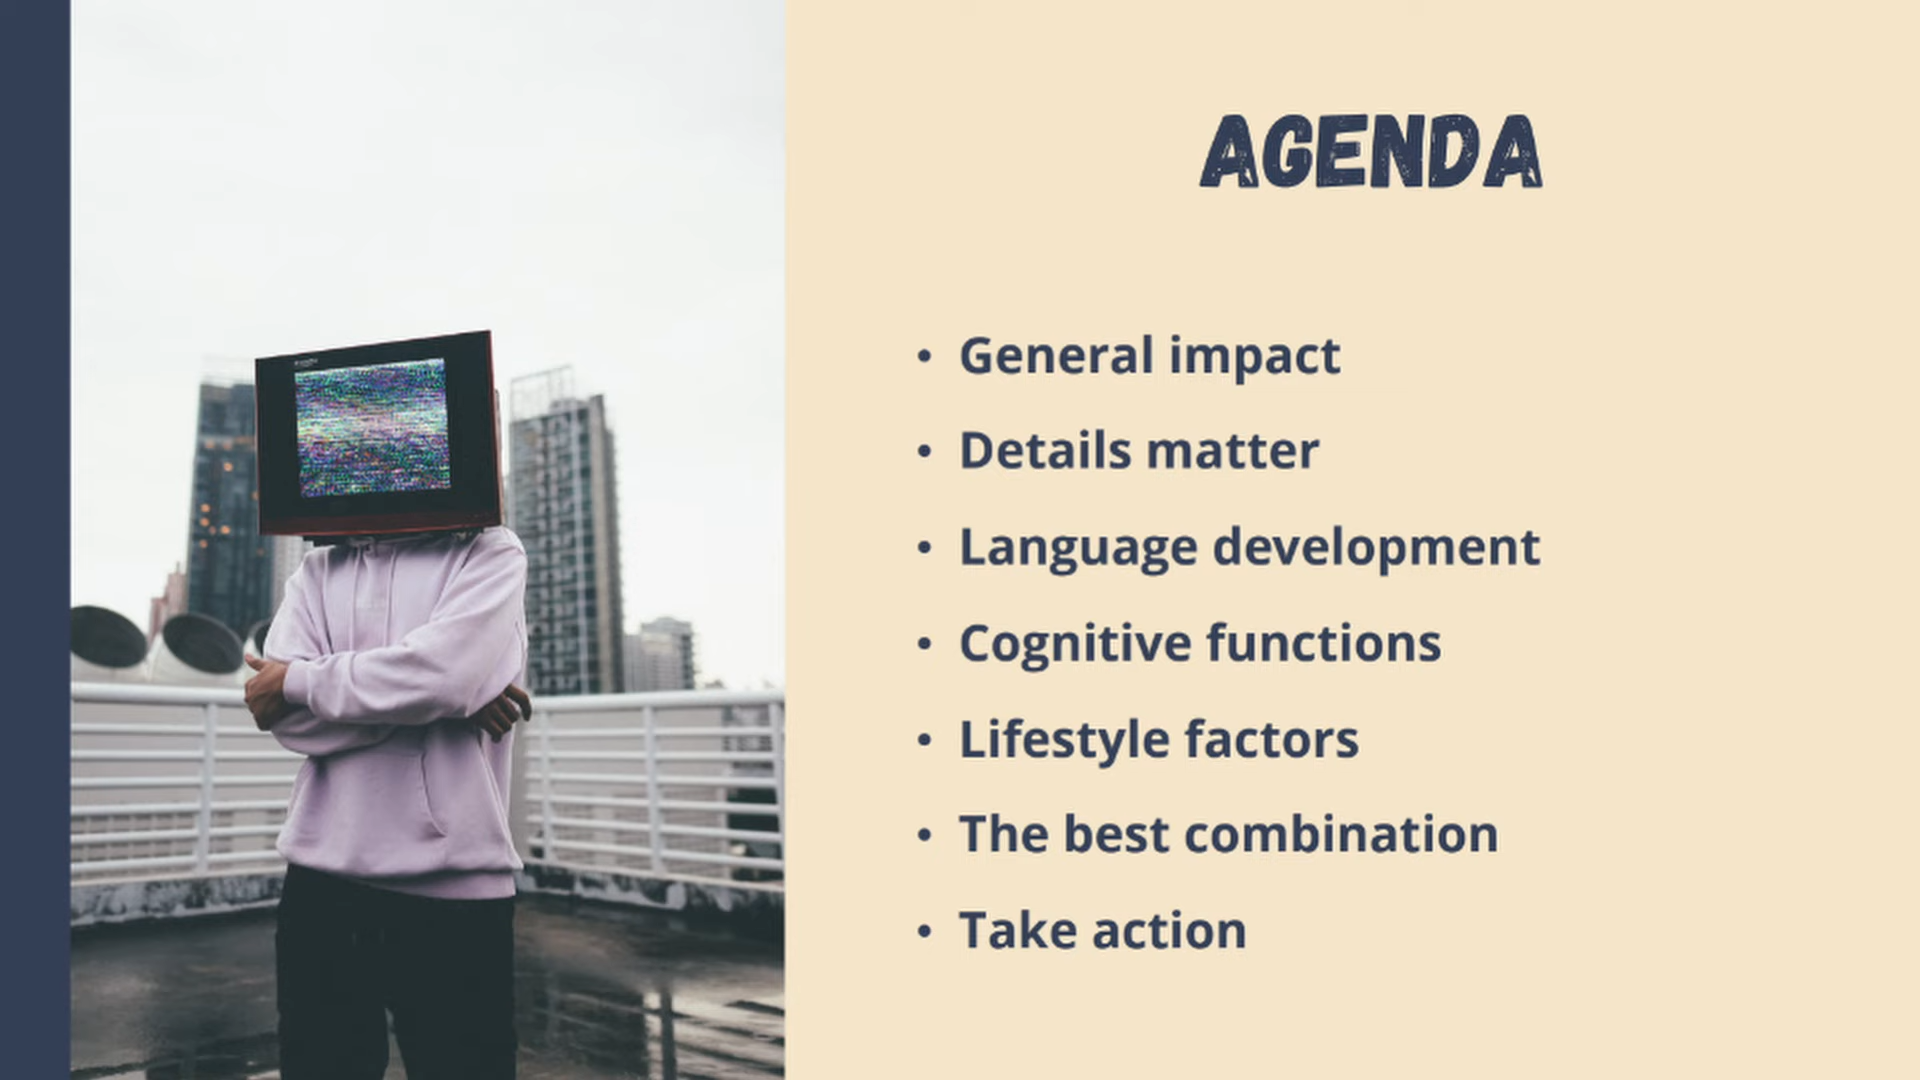 AGENDA
• General impact
• Details matter
• Language development
• Cognitive functions
• Lifestyle factors
• The best combination
• Take action